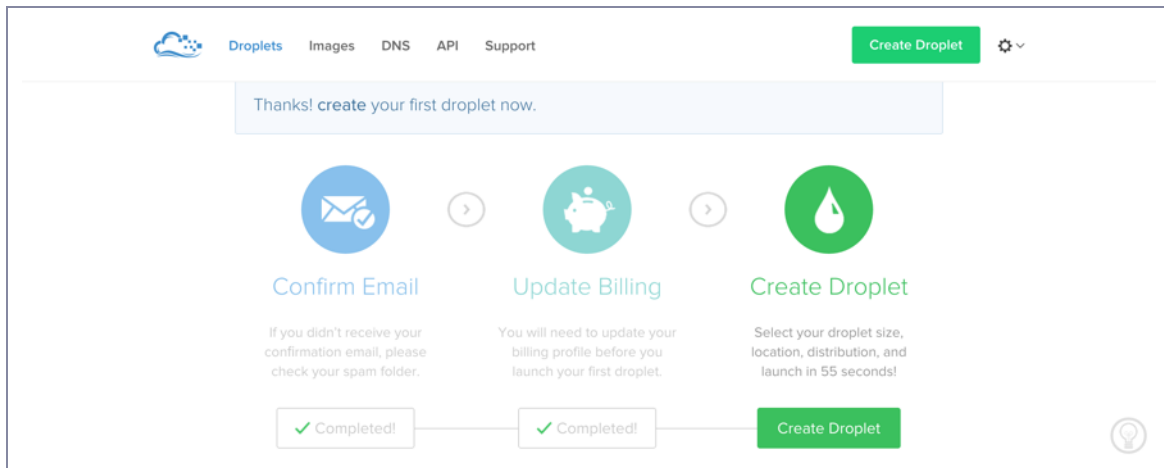 Droplets Images DNS API Support Create Droplet
Thanks! create your first droplet now.
Confirm Email
If you didn't receive your
confirmation email, please
check your spam folder.
Completed!
Update Billing
You will need to update your
billing profile before you
launch your first droplet.
Completed!
Create Droplet
Select your droplet size,
location, distribution, and
launch in 55 seconds!
Create Droplet